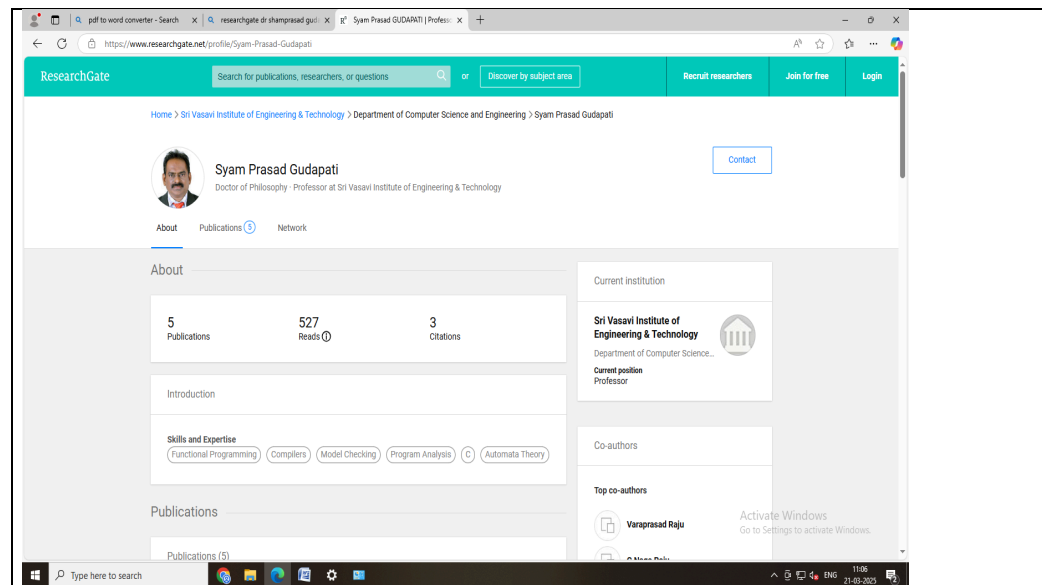 pdf to word converter - Search
researchgate dr shamprasad gud
Syam Prasad GUDAPATI | Profess
https://www.researchgate.net/profile/Syam-Prasad-Gudapati
ResearchGate
Search for publications, researchers, or questions
or
Discover by subject area
Recruit researchers
Join for free
Login
Home > Sri Vasavi Institute of Engineering & Technology > Department of Computer Science and Engineering > Syam Prasad Gudapati
Syam Prasad Gudapati
Doctor of Philosophy · Professor at Sri Vasavi Institute of Engineering & Technology
Contact
About
Publications 5
Network
About
5
Publications
527
Reads
3
Citations
Introduction
Skills and Expertise
Functional Programming
Compilers
Model Checking
Program Analysis
C
Automata Theory
Publications
Publications (5)
Current institution
Sri Vasavi Institute of
Engineering & Technology
Department of Computer Science...
Current position
Professor
Co-authors
Top co-authors
Varaprasad Raju
Activate Windows
Go to Settings to activate Windows.
Type here to search
ENG
11:06
21-03-2025